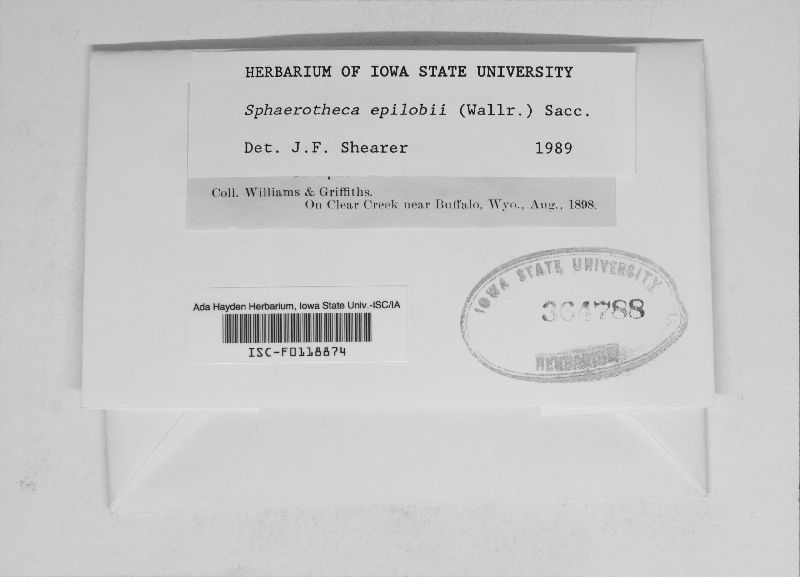 HERBARIUM OF IOWA STATE UNIVERSITY
Sphaerotheca epilobii (Wallr.) Sacc.
Det. J.F. Shearer 1989
Coll. Williams & Griffiths.
On Clear Creek near Buffalo, Wyo., Aug., 1898.
Ada Hayden Herbarium, Iowa State Univ.-ISC/IA
ISC-F0118874
IOWA STATE UNIVERSITY
364788
HERBARIUM